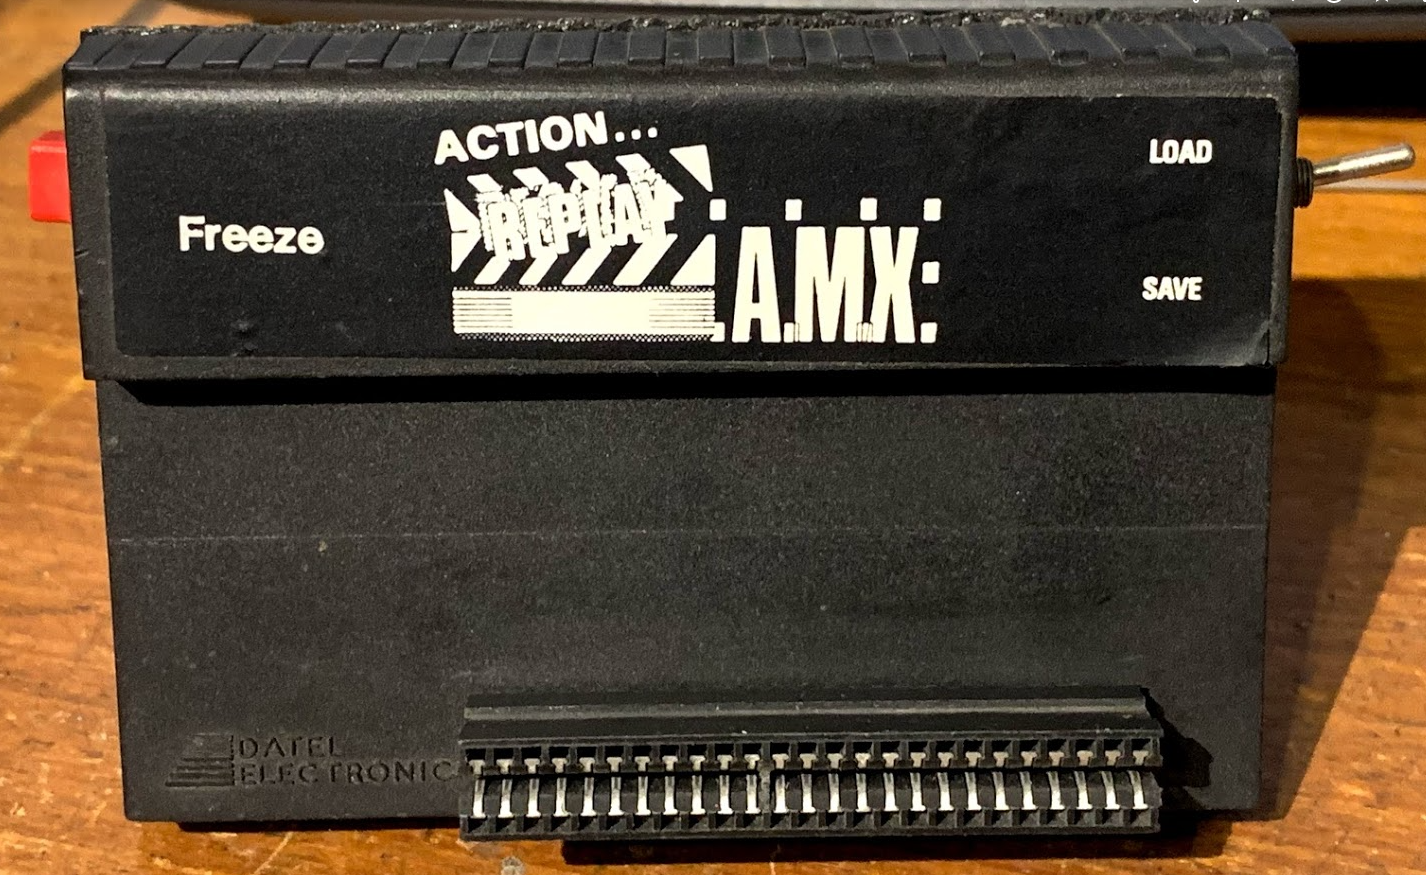 ACTION...
REPLAY
.A.M.X.
Freeze
LOAD
SAVE
DATEL
ELECTRONIC